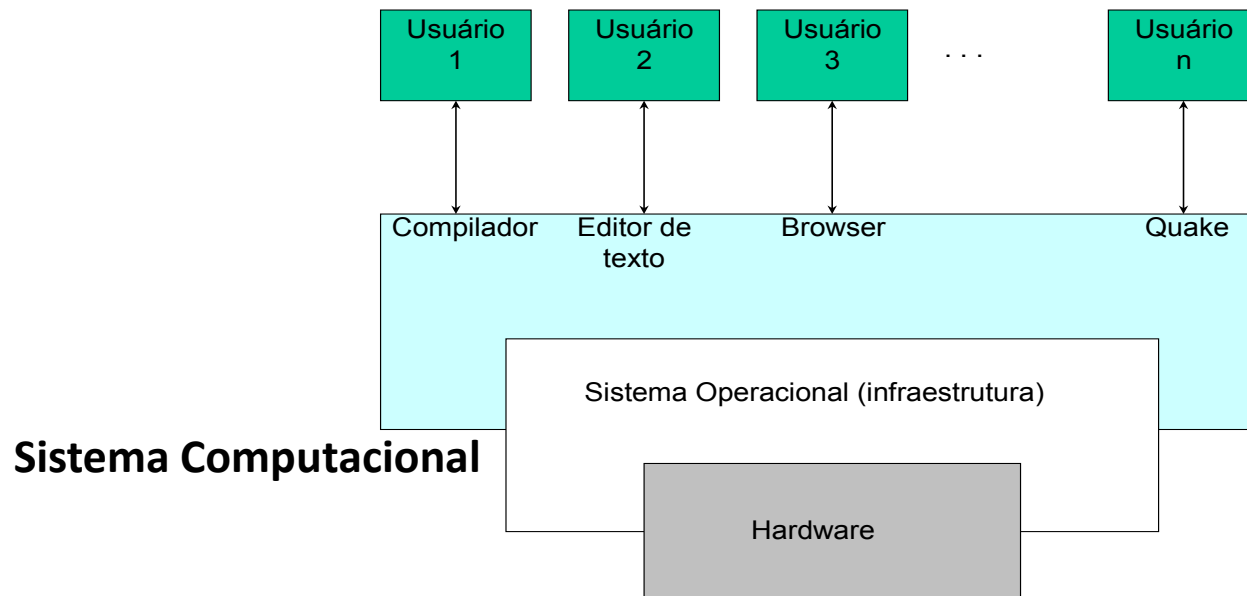 Usuário
1
Usuário
2
Usuário
3
. . .
Usuário
n
Compilador
Editor de
texto
Browser
Quake
Sistema Operacional (infraestrutura)
Sistema Computacional
Hardware